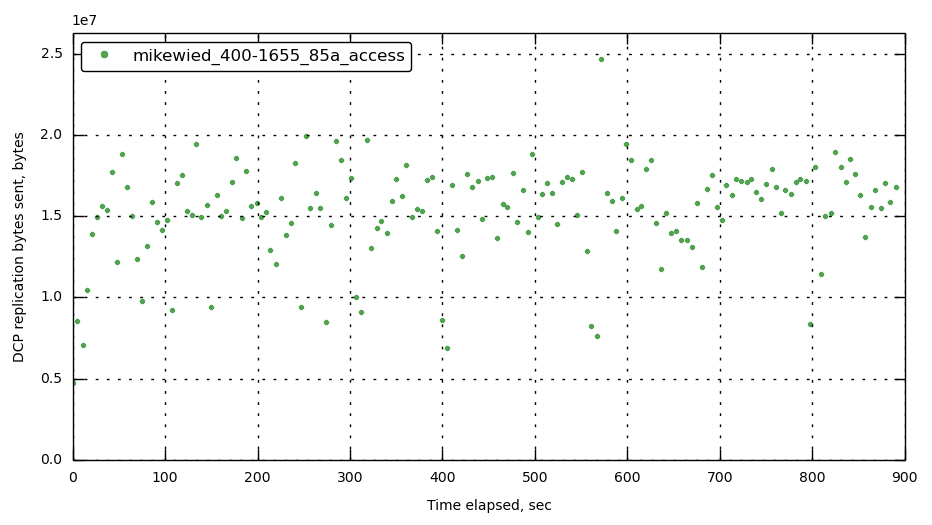 1e7
mikewied_400-1655_85a_access
DCP replication bytes sent, bytes
2.5
2.0
1.5
1.0
0.5
0.0
0 100 200 300 400 500 600 700 800 900
Time elapsed, sec